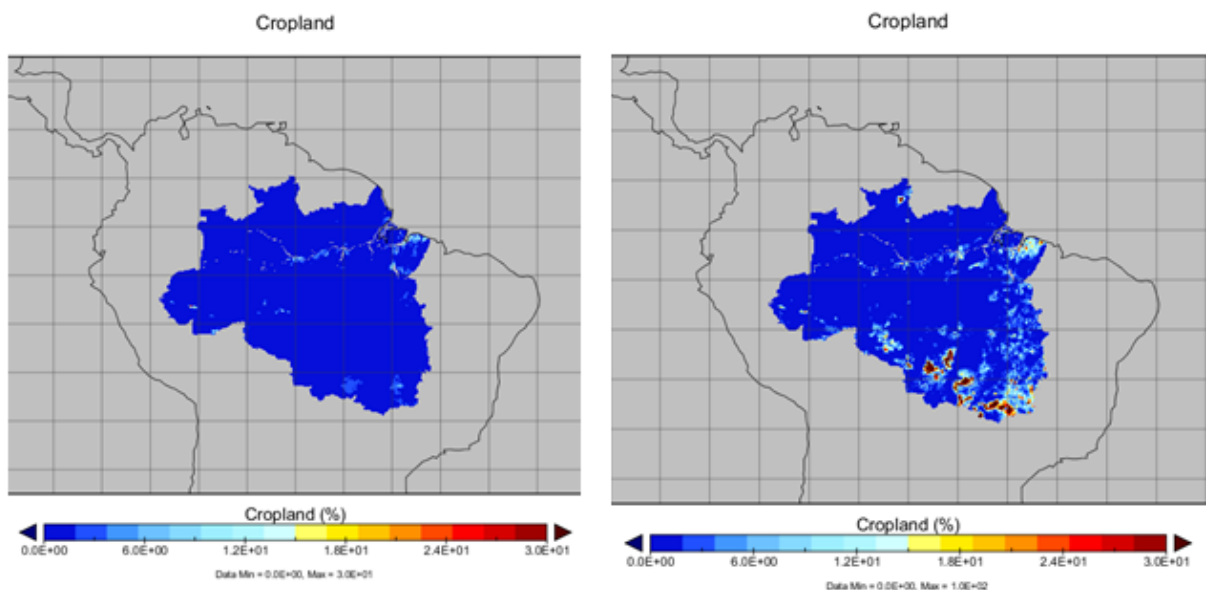 Cropland
Cropland (%)
0.0E+00 6.0E+00 1.2E+01 1.8E+01 2.4E+01 3.0E+01
Data Min = 0.0E+00, Max = 3.0E+01
Cropland
Cropland (%)
0.0E+00 6.0E+00 1.2E+01 1.8E+01 2.4E+01 3.0E+01
Data Min = 0.0E+00, Max = 1.0E+02